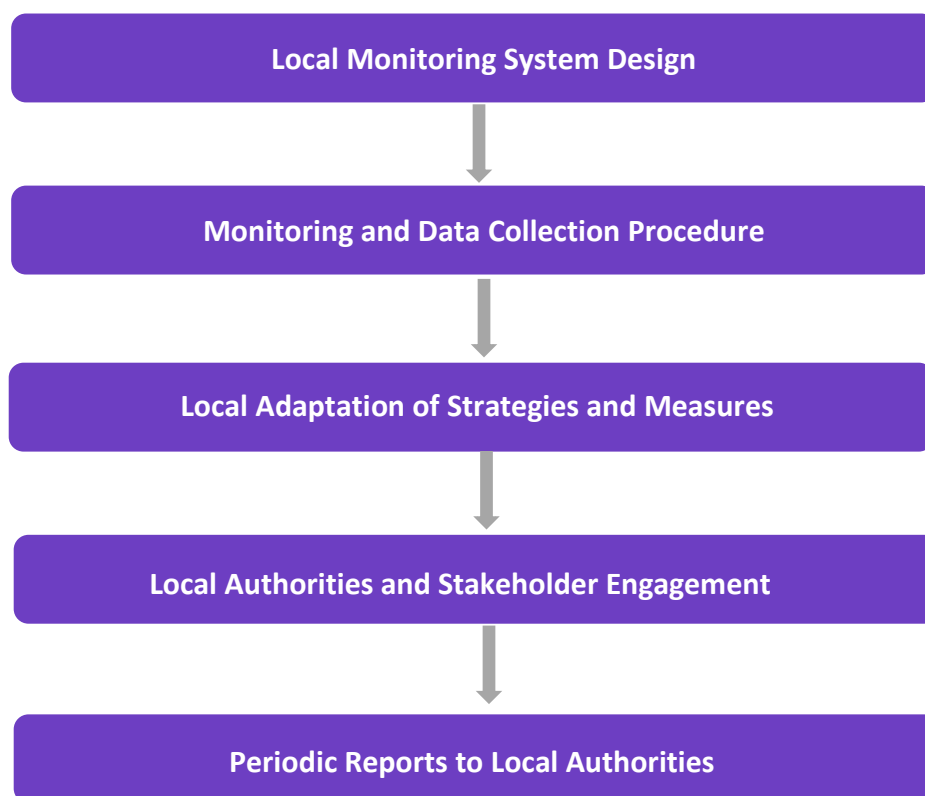 Local Monitoring System Design
Monitoring and Data Collection Procedure
Local Adaptation of Strategies and Measures
Local Authorities and Stakeholder Engagement
Periodic Reports to Local Authorities